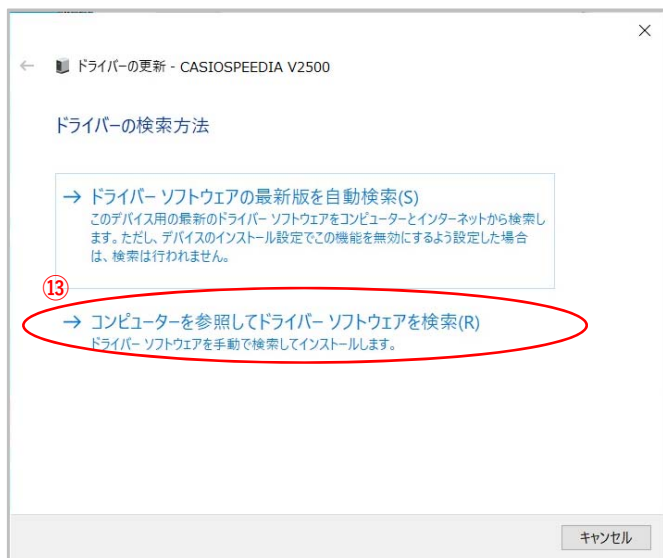 ドライバーの更新 - CASIOSPEEDIA V2500
ドライバーの検索方法
→ ドライバー ソフトウェアの最新版を自動検索(S)
このデバイス用の最新のドライバー ソフトウェアをコンピューターとインターネットから検索し
ます。ただし、デバイスのインストール設定でこの機能を無効にするよう設定した場合
は、検索は行われません。
⑬
→ コンピューターを参照してドライバー ソフトウェアを検索(R)
ドライバー ソフトウェアを手動で検索してインストールします。
キャンセル